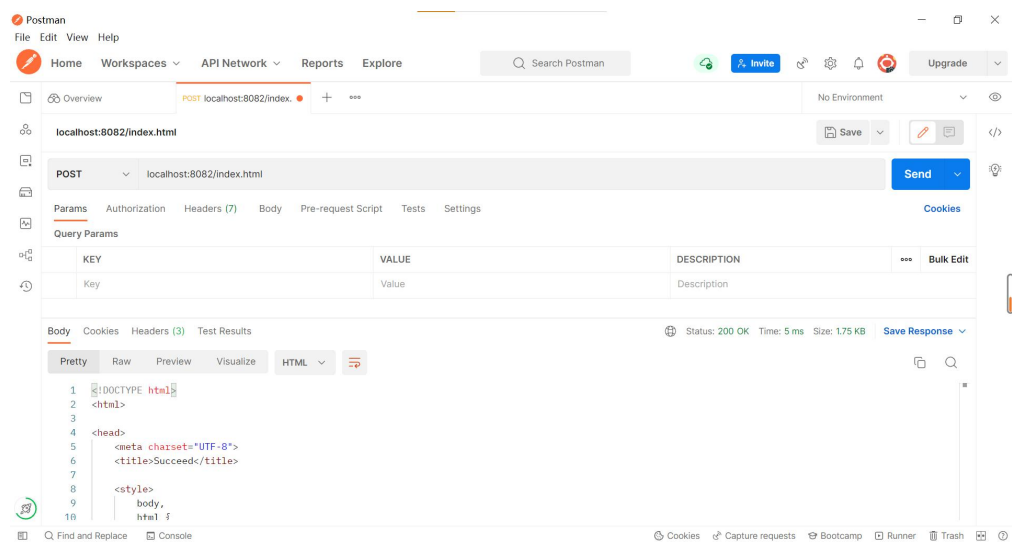 Postman
File Edit View Help
Home Workspaces API Network Reports Explore Search Postman Invite Upgrade
Overview POST localhost:8082/index. No Environment
localhost:8082/index.html Save
POST localhost:8082/index.html Send
Params Authorization Headers (7) Body Pre-request Script Tests Settings Cookies
Query Params
KEY VALUE DESCRIPTION Bulk Edit
Key Value Description
Body Cookies Headers (3) Test Results Status: 200 OK Time: 5 ms Size: 1.75 KB Save Response
Pretty Raw Preview Visualize HTML
1 <!DOCTYPE html>
2 <html>
3
4 <head>
5 <meta charset="UTF-8">
6 <title>Succeed</title>
7
8 <style>
9 body,
10 html {
Find and Replace Console Cookies Capture requests Bootcamp Runner Trash